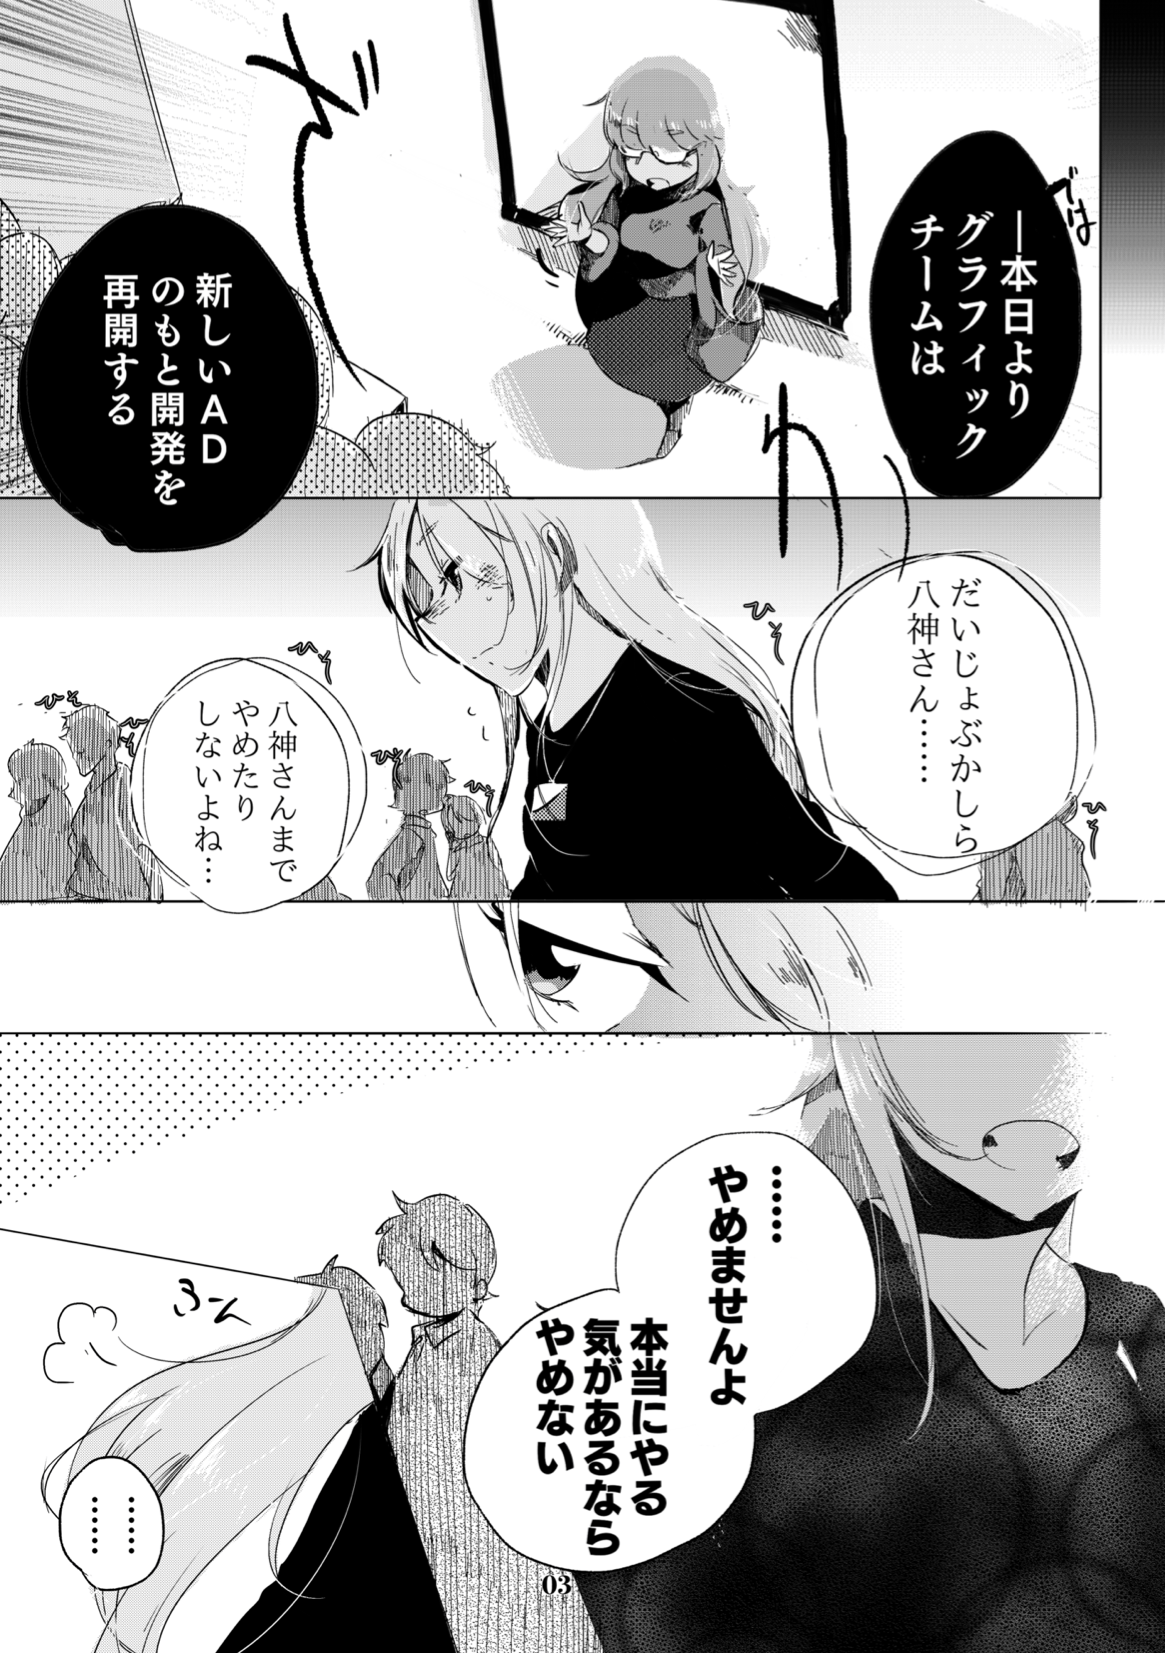 では
―本日より
グラフィック
チームは
新しいＡＤ
のもと開発を
再開する
だいじょぶかしら
八神さん……
ひそ
ひそ
ひそ
ひそ
ひそ
ひそ
八神さんまで
やめたり
しないよね…
……
やめませんよ
本当にやる
気があるなら
やめない
ふーん
……
……
03